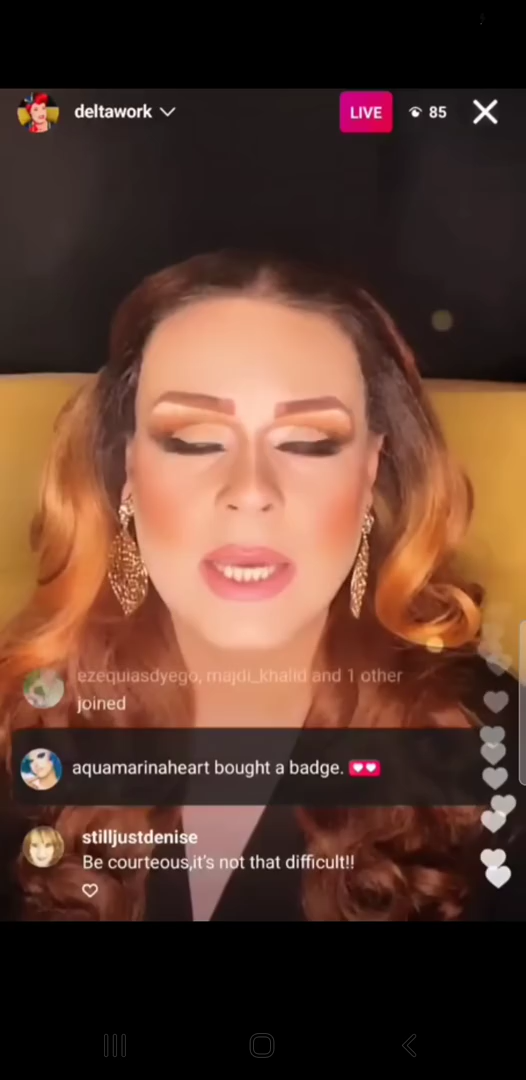 deltawork
LIVE
85
ezequiasdyego, majdi_khalid and 1 other
joined
aquamarinaheart bought a badge.
stilljustdenise
Be courteous,it's not that difficult!!